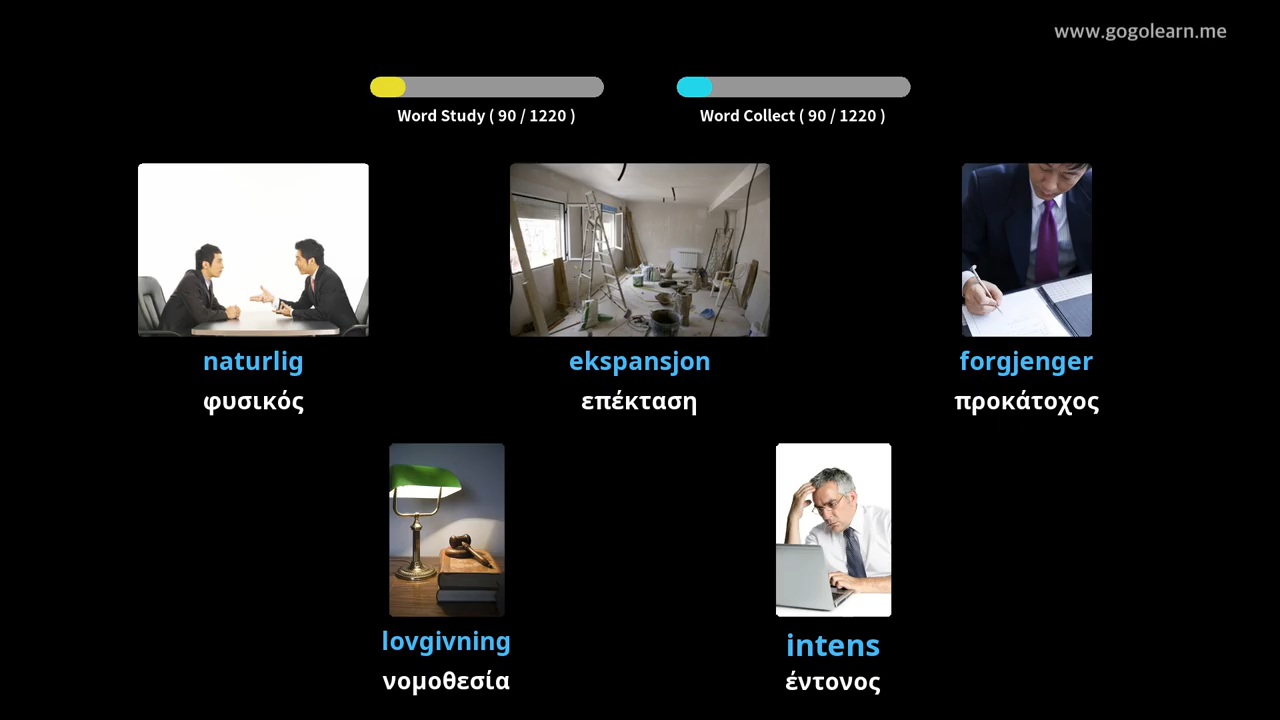 www.gogolearn.me
Word Study ( 90 / 1220 )
Word Collect ( 90 / 1220 )
naturlig
φυσικός
ekspansjon
επέκταση
forgjenger
προκάτοχος
lovgivning
νομοθεσία
intens
έντονος